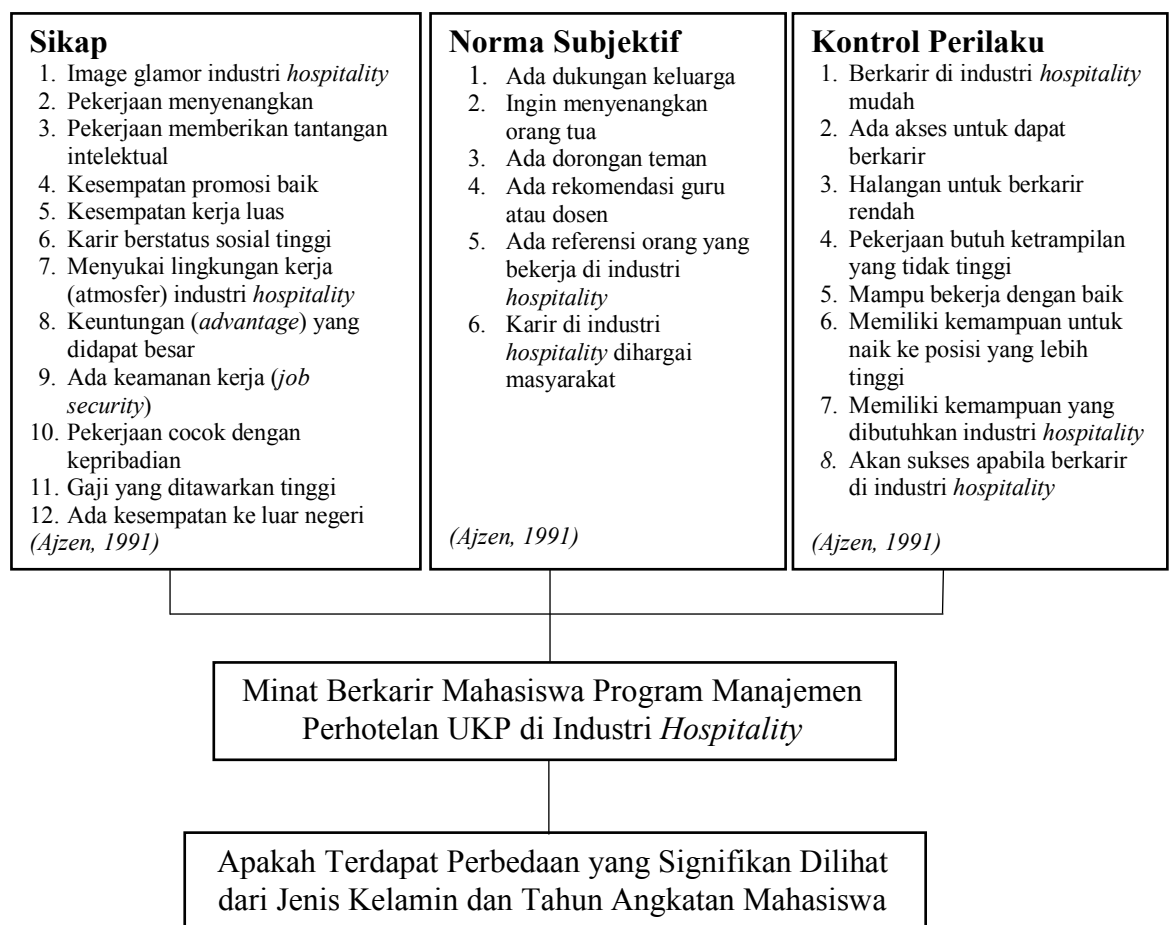 Sikap
1. Image glamor industri hospitality
2. Pekerjaan menyenangkan
3. Pekerjaan memberikan tantangan
intelektual
4. Kesempatan promosi baik
5. Kesempatan kerja luas
6. Karir berstatus sosial tinggi
7. Menyukai lingkungan kerja
(atmosfer) industri hospitality
8. Keuntungan (advantage) yang
didapat besar
9. Ada keamanan kerja (job
security)
10. Pekerjaan cocok dengan
kepribadian
11. Gaji yang ditawarkan tinggi
12. Ada kesempatan ke luar negeri
(Ajzen, 1991)
Norma Subjektif
1. Ada dukungan keluarga
2. Ingin menyenangkan
orang tua
3. Ada dorongan teman
4. Ada rekomendasi guru
atau dosen
5. Ada referensi orang yang
bekerja di industri
hospitality
6. Karir di industri
hospitality dihargai
masyarakat
(Ajzen, 1991)
Kontrol Perilaku
1. Berkarir di industri hospitality
mudah
2. Ada akses untuk dapat
berkarir
3. Halangan untuk berkarir
rendah
4. Pekerjaan butuh ketrampilan
yang tidak tinggi
5. Mampu bekerja dengan baik
6. Memiliki kemampuan untuk
naik ke posisi yang lebih
tinggi
7. Memiliki kemampuan yang
dibutuhkan industri hospitality
8. Akan sukses apabila berkarir
di industri hospitality
(Ajzen, 1991)
Minat Berkarir Mahasiswa Program Manajemen
Perhotelan UKP di Industri Hospitality
Apakah Terdapat Perbedaan yang Signifikan Dilihat
dari Jenis Kelamin dan Tahun Angkatan Mahasiswa